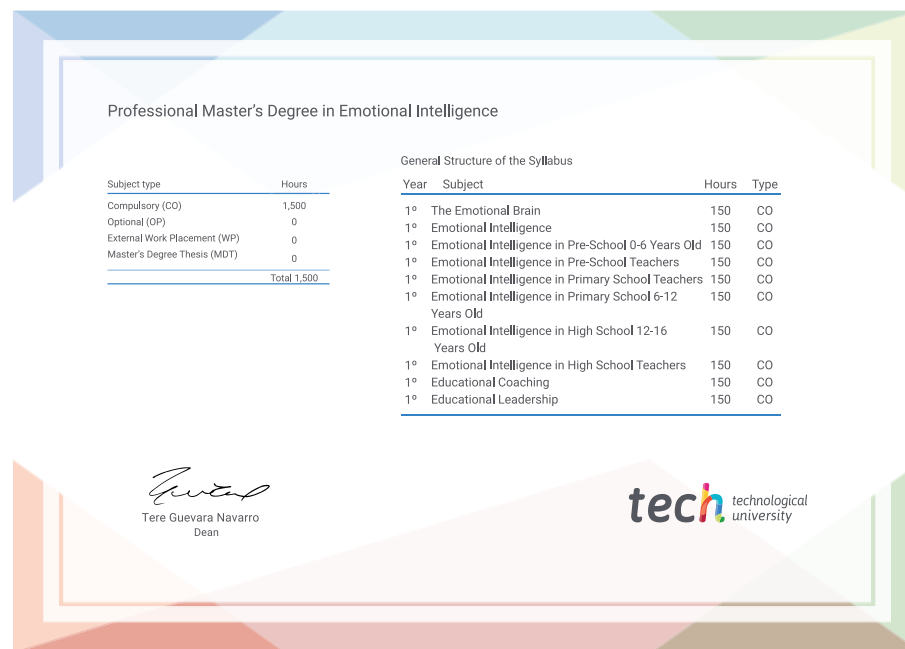 Professional Master's Degree in Emotional Intelligence
Subject type Hours
Compulsory (CO) 1,500
Optional (OP) 0
External Work Placement (WP) 0
Master's Degree Thesis (MDT) 0
Total 1,500
General Structure of the Syllabus
Year Subject Hours Type
1º The Emotional Brain 150 CO
1º Emotional Intelligence 150 CO
1º Emotional Intelligence in Pre-School 0-6 Years Old 150 CO
1º Emotional Intelligence in Pre-School Teachers 150 CO
1º Emotional Intelligence in Primary School Teachers 150 CO
1º Emotional Intelligence in Primary School 6-12 150 CO
Years Old
1º Emotional Intelligence in High School 12-16 150 CO
Years Old
1º Emotional Intelligence in High School Teachers 150 CO
1º Educational Coaching 150 CO
1º Educational Leadership 150 CO
Tere Guevara Navarro
Dean
tech technological
university